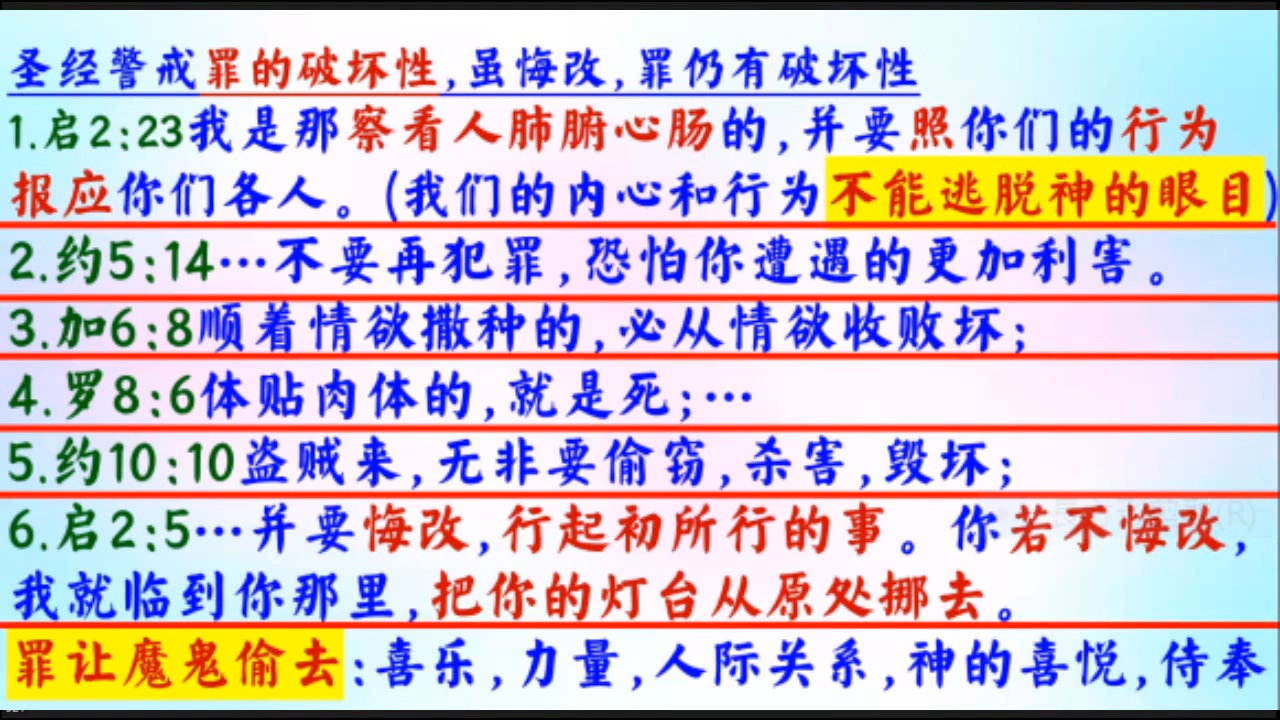 圣经警戒罪的破坏性,虽悔改,罪仍有破坏性
1.启2:23我是那察看人肺腑心肠的,并要照你们的行为
报应你们各人。(我们的内心和行为不能逃脱神的眼目)
2.约5:14…不要再犯罪,恐怕你遭遇的更加利害。
3.加6:8顺着情欲撒种的,必从情欲收败坏;
4.罗8:6体贴肉体的,就是死;…
5.约10:10盗贼来,无非要偷窃,杀害,毁坏;
6.启2:5…并要悔改,行起初所行的事。你若不悔改,
我就临到你那里,把你的灯台从原处挪去。
罪让魔鬼偷去:喜乐,力量,人际关系,神的喜悦,侍奉